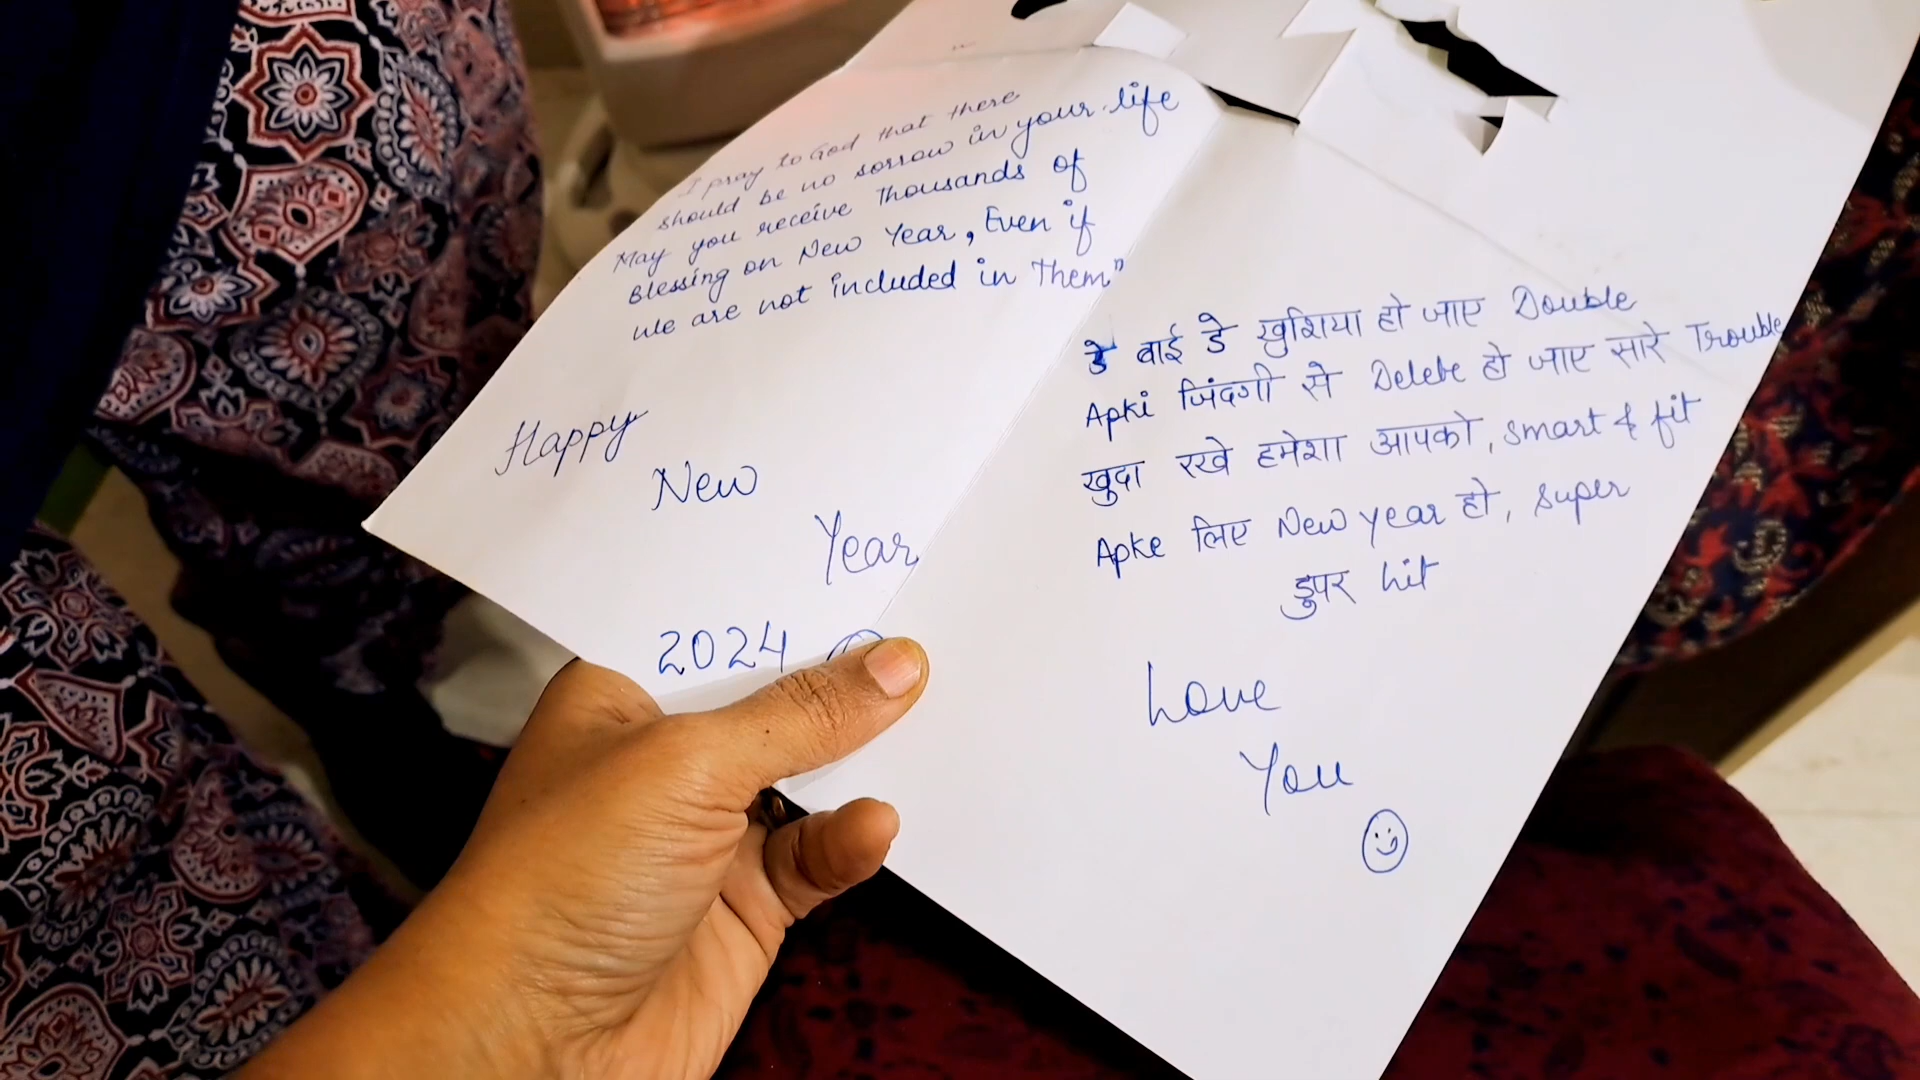 I pray to God that there
should be no sorrow in your life
May you receive Thousands of
Blessing on New Year, Even if
we are not included in Them"
Happy
New
Year
2024
डे बाई डे खुशिया हो जाए Double
Apki जिंदगी से Delete हो जाए सारे Trouble
खुदा रखे हमेशा आपको, smart & fit
Apke लिए New year हो, super
डुपर hit
Love
You